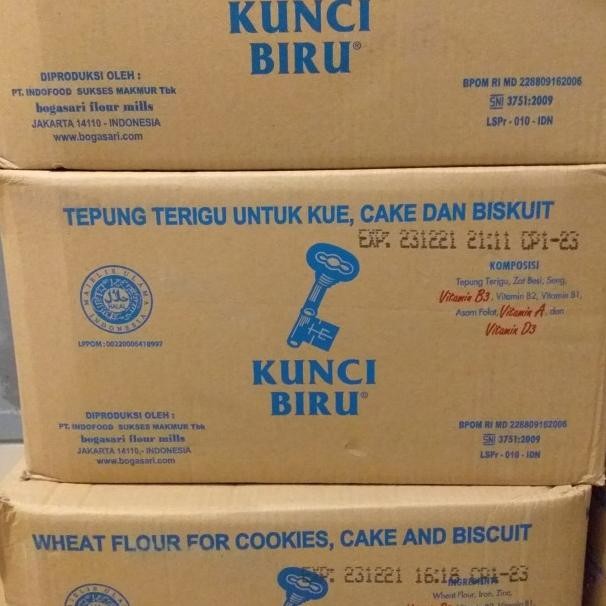 KUNCI
BIRU®
DIPRODUKSI OLEH :
PT. INDOFOOD SUKSES MAKMUR Tbk
bogasari flour mills
JAKARTA 14110 - INDONESIA
www.bogasari.com
BPOM RI MD 228809162006
SNI 3751:2009
LSPr - 010 - IDN
TEPUNG TERIGU UNTUK KUE, CAKE DAN BISKUIT
EXP. 231221 21:11 CP1-23
MAJELIS ULAMA INDONESIA
HALAL
LPPOM : 00220006418997
KOMPOSISI
Tepung Terigu, Zat Besi, Seng,
Vitamin B3, Vitamin B2, Vitamin B1,
Asam Folat, Vitamin A, dan
Vitamin D3
KUNCI
BIRU®
DIPRODUKSI OLEH :
PT. INDOFOOD SUKSES MAKMUR Tbk
bogasari flour mills
JAKARTA 14110,- INDONESIA
www.bogasari.com
BPOM RI MD 228809162006
SNI 3751:2009
LSPr - 010 - IDN
WHEAT FLOUR FOR COOKIES, CAKE AND BISCUIT
EXP: 231221 16:18 CP1-23
INGREDIENTS
Wheat Flour, Iron, Zinc,